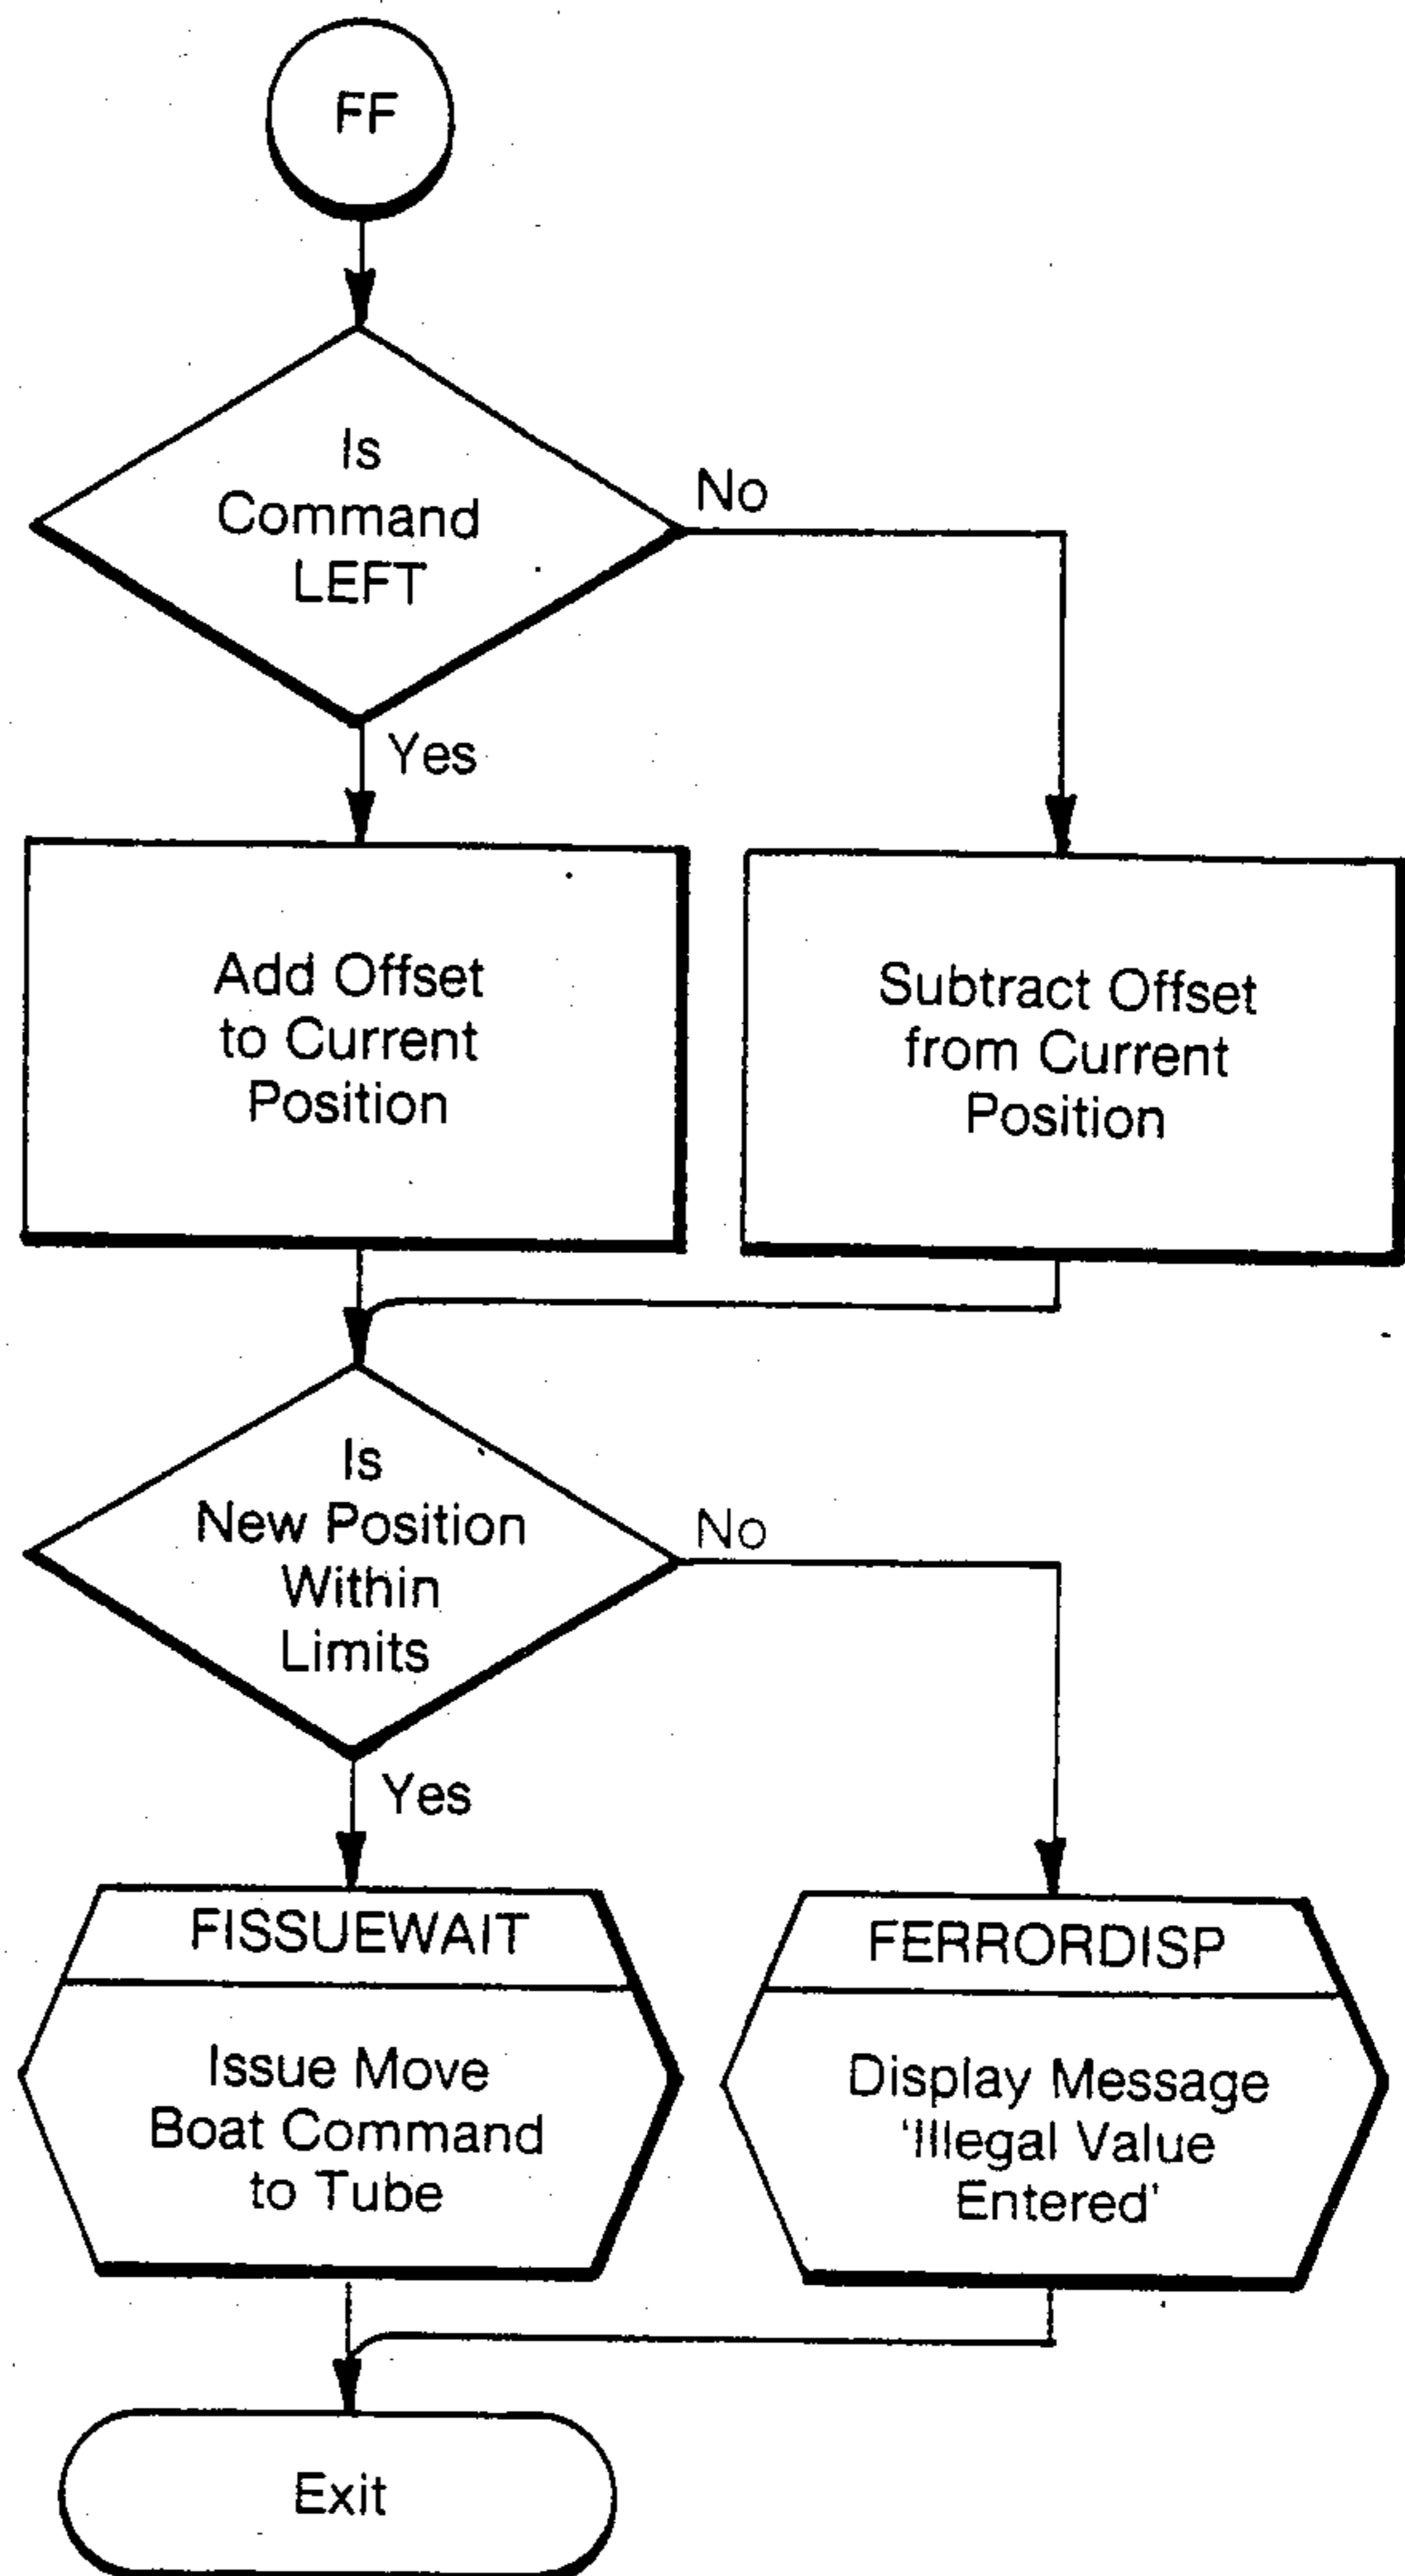 FF
Is
Command
LEFT
No
Yes
Add Offset
to Current
Position
Subtract Offset
from Current
Position
Is
New Position
Within
Limits
No
Yes
FISSUEWAIT
Issue Move
Boat Command
to Tube
FERRORDISP
Display Message
'Illegal Value
Entered'
Exit